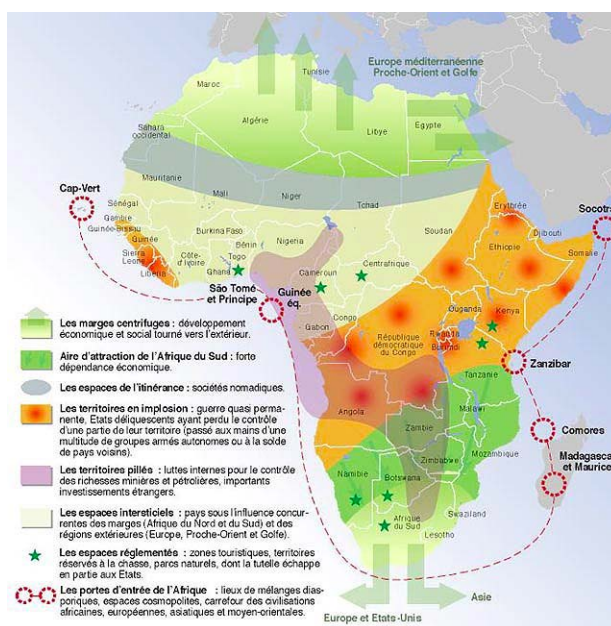 Europe méditerranéenne
Proche-Orient et Golfe
Tunisie
Maroc
Algérie
Libye
Egypte
Sahara
occidental
Mauritanie
Mali
Niger
Tchad
Cap-Vert
Sénégal
Gambie
Guinée-Bissau
Guinée
Sierra
Leone
Liberia
Burkina Faso
Côte-
d'Ivoire
Ghana
Togo
Bénin
Nigeria
Soudan
Erythrée
Djibouti
Ethiopie
Somalie
Socotra
Cameroun
Centrafrique
São Tomé
et Principe
Guinée
éq.
Gabon
Congo
République
démocratique
du Congo
Ouganda
Kenya
Rwanda
Burundi
Tanzanie
Zanzibar
Angola
Zambie
Malawi
Comores
Mozambique
Zimbabwe
Madagascar
et Maurice
Namibie
Botswana
Swaziland
Afrique
du Sud
Lesotho
Asie
Europe et Etats-Unis
Les marges centrifuges : développement
économique et social tourné vers l'extérieur.
Aire d'attraction de l'Afrique du Sud : forte
dépendance économique.
Les espaces de l'itinérance : sociétés nomadiques.
Les territoires en implosion : guerre quasi perma-
nente, Etats déliquescents ayant perdu le contrôle
d'une partie de leur territoire (passé aux mains d'une
multitude de groupes armés autonomes ou à la solde
de pays voisins).
Les territoires pillés : luttes internes pour le contrôle
des richesses minières et pétrolières, importants
investissements étrangers.
Les espaces intersticiels : pays sous l'influence concur-
rentes des marges (Afrique du Nord et du Sud) et des
régions extérieures (Europe, Proche-Orient et Golfe).
Les espaces réglementés : zones touristiques, territoires
réservés à la chasse, parcs naturels, dont la tutelle échappe
en partie aux Etats.
Les portes d'entrée de l'Afrique : lieux de mélanges dias-
poriques, espaces cosmopolites, carrefour des civilisations
africaines, européennes, asiatiques et moyen-orientales.